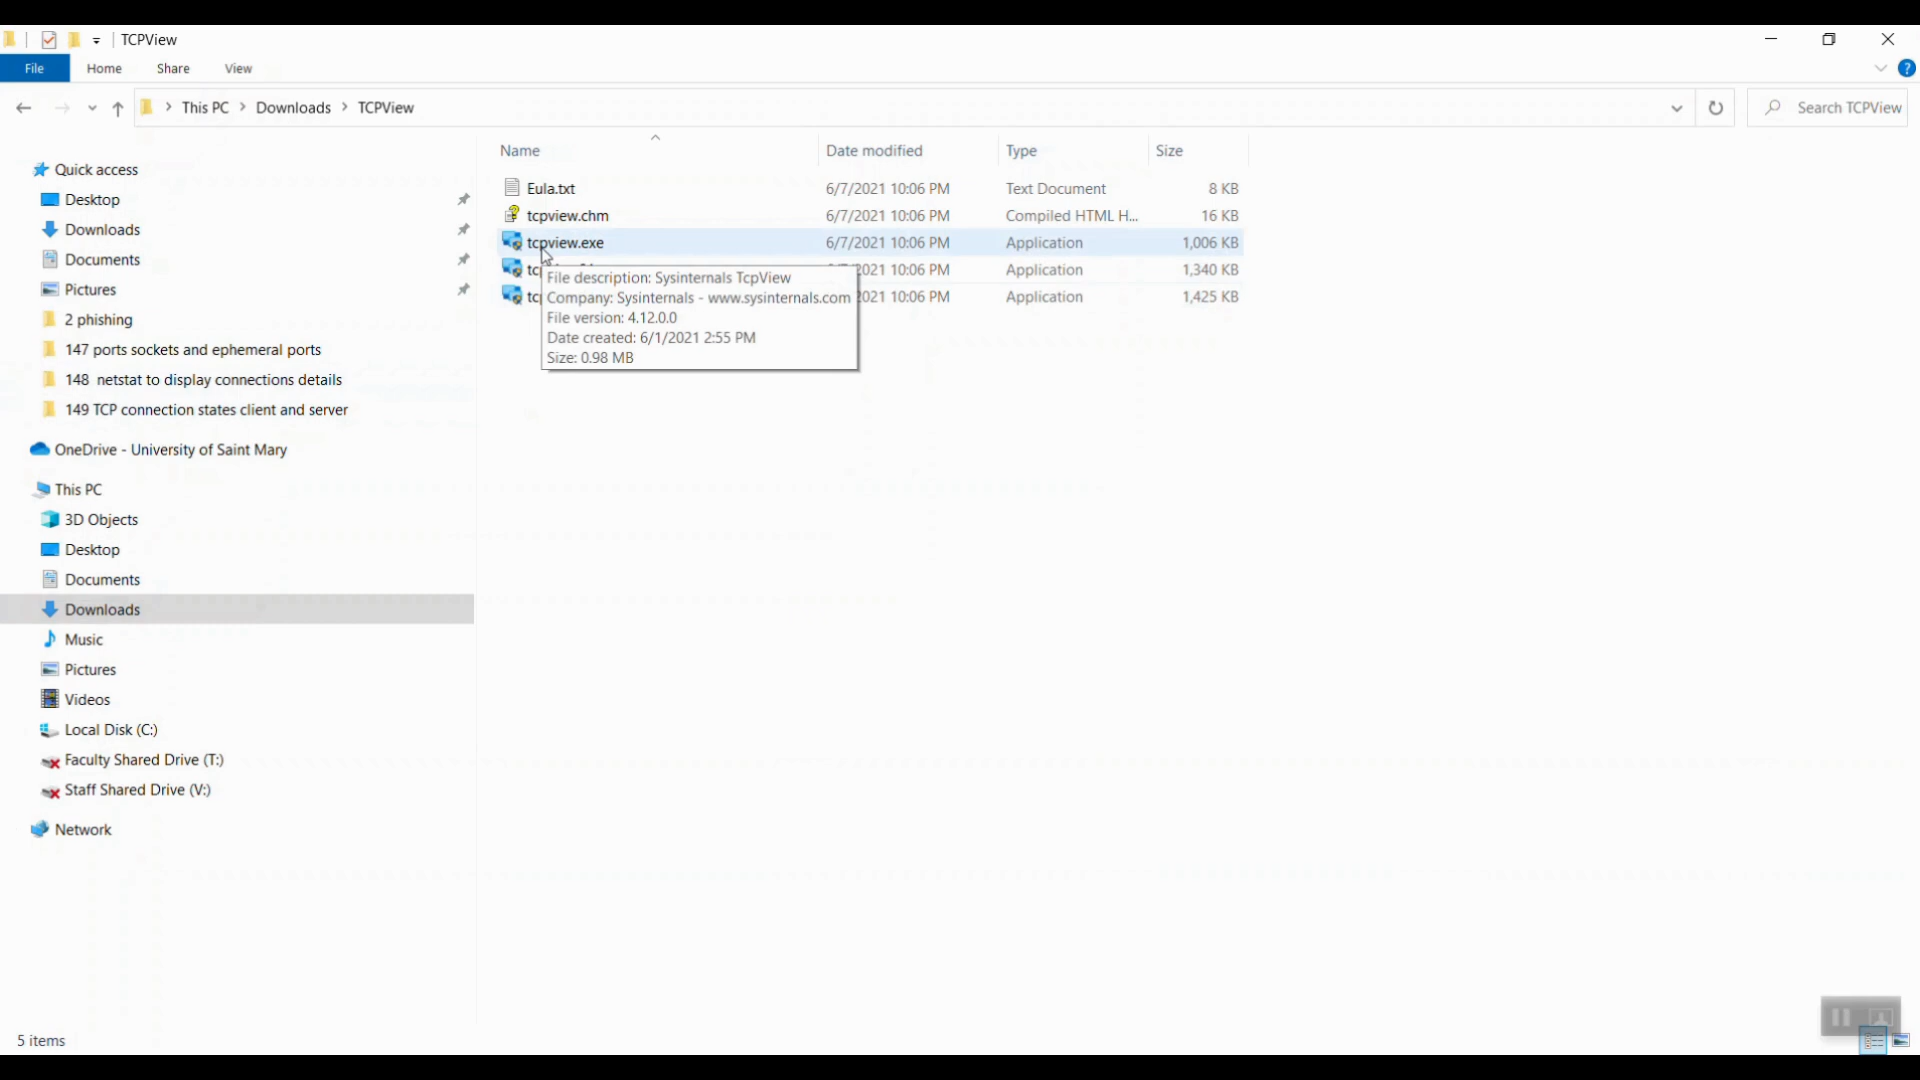 TCPView
File Home Share View
This PC Downloads TCPView
Search TCPView
Name Date modified Type Size
Eula.txt 6/7/2021 10:06 PM Text Document 8 KB
tcpview.chm 6/7/2021 10:06 PM Compiled HTML H... 16 KB
tcpview.exe 6/7/2021 10:06 PM Application 1,006 KB
10:06 PM Application 1,340 KB
2021 10:06 PM Application 1,425 KB
File description: Sysinternals TcpView
Company: Sysinternals - www.sysinternals.com
File version: 4.12.0.0
Date created: 6/1/2021 2:55 PM
Size: 0.98 MB
Quick access
Desktop
Downloads
Documents
Pictures
2 phishing
147 ports sockets and ephemeral ports
148 netstat to display connections details
149 TCP connection states client and server
OneDrive - University of Saint Mary
This PC
3D Objects
Desktop
Documents
Downloads
Music
Pictures
Videos
Local Disk (C:)
Faculty Shared Drive (T:)
Staff Shared Drive (V:)
Network
5 items